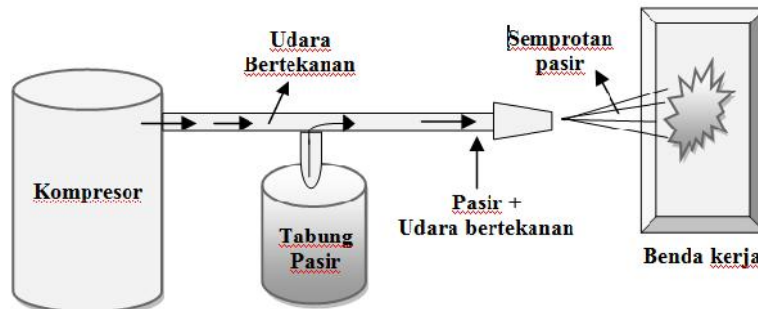 Udara
Bertekanan
Semprotan
pasir
Kompresor
Tabung
Pasir
Pasir +
Udara bertekanan
Benda kerja